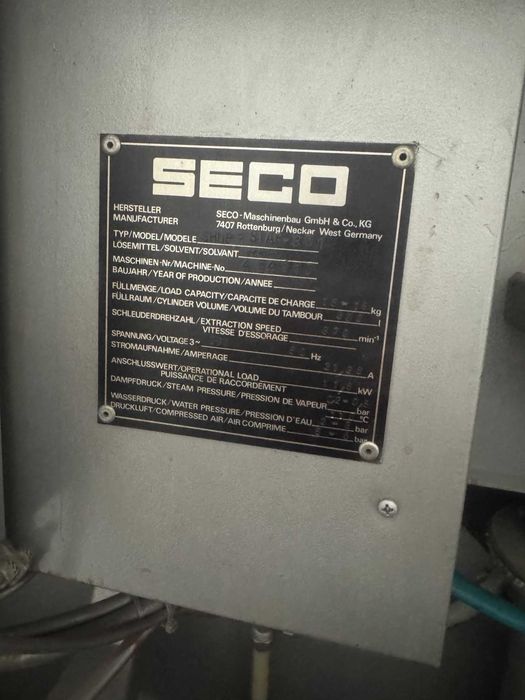 SECO
HERSTELLER
MANUFACTURER
SECO-Maschinenbau GmbH & Co., KG
7407 Rottenburg/Neckar West Germany
TYP/MODEL/MODELE
LÖSEMITTEL/SOLVENT/SOLVANT
MASCHINEN-Nr/MACHINE-No
BAUJAHR/YEAR OF PRODUCTION/ANNEE
FÜLLMENGE/LOAD CAPACITY/CAPACITE DE CHARGE kg
FÜLLRAUM/CYLINDER VOLUME/VOLUME DU TAMBOUR l
SCHLEUDERDREHZAHL/EXTRACTION SPEED
VITESSE D'ESSORAGE min⁻¹
SPANNUNG/VOLTAGE 3~ Hz
STROMAUFNAHME/AMPERAGE A
ANSCHLUSSWERT/OPERATIONAL LOAD
PUISSANCE DE RACCORDEMENT kW
DAMPFDRUCK/STEAM PRESSURE/PRESSION DE VAPEUR bar
°C
WASSERDRUCK/WATER PRESSURE/PRESSION D'EAU bar
DRUCKLUFT/COMPRESSED AIR/AIR COMPRIME bar